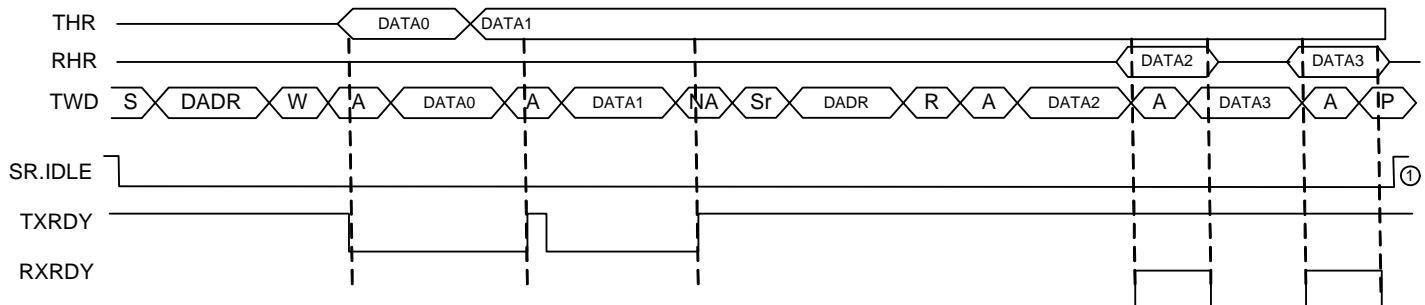 THR DATA0 DATA1
RHR DATA2 DATA3
TWD S DADR W A DATA0 A DATA1 NA Sr DADR R A DATA2 A DATA3 A P
SR.IDLE ①
TXRDY
RXRDY